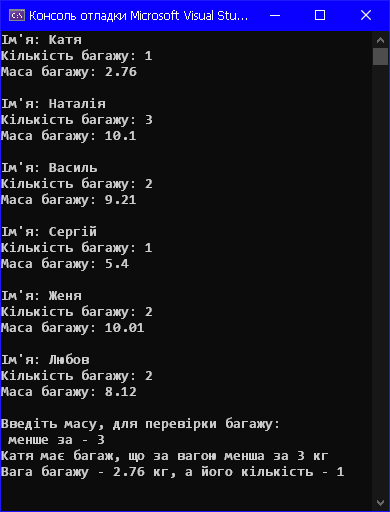 Консоль отладки Microsoft Visual Stu...
Ім'я: Катя
Кількість багажу: 1
Маса багажу: 2.76
Ім'я: Наталія
Кількість багажу: 3
Маса багажу: 10.1
Ім'я: Василь
Кількість багажу: 2
Маса багажу: 9.21
Ім'я: Сергій
Кількість багажу: 1
Маса багажу: 5.4
Ім'я: Женя
Кількість багажу: 2
Маса багажу: 10.01
Ім'я: Любов
Кількість багажу: 2
Маса багажу: 8.12
Введіть масу, для перевірки багажу:
менше за - 3
Катя має багаж, що за вагою менша за 3 кг
Вага багажу - 2.76 кг, а його кількість - 1